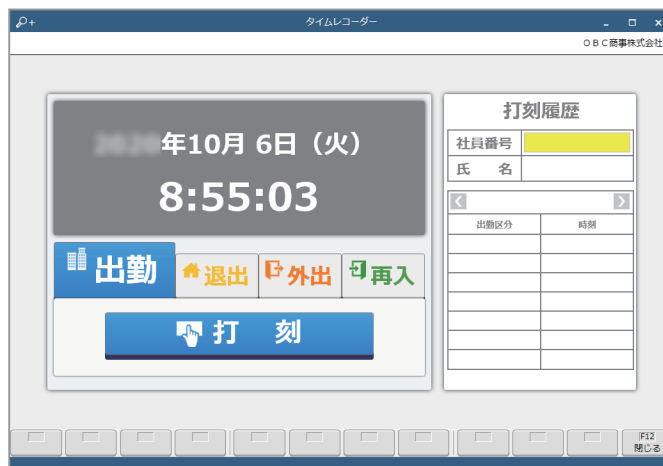 タイムレコーダー
OBC商事株式会社
年10月 6日（火）
8:55:03
出勤
退出
外出
再入
打 刻
打刻履歴
社員番号
氏 名
出勤区分 時刻
F12
閉じる